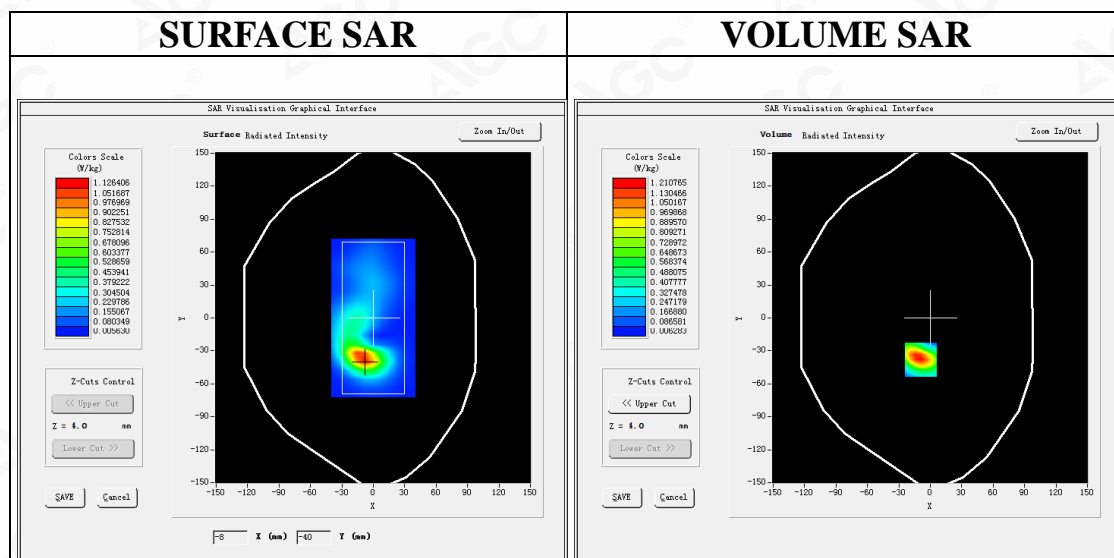 SURFACE SAR
VOLUME SAR
SAR Visualisation Graphical Interface
Surface Radiated Intensity
Zoom In/Out
Colors Scale
(W/kg)
1.126406
1.051687
0.976969
0.902251
0.827532
0.752814
0.678096
0.603377
0.528659
0.453941
0.379222
0.304504
0.229786
0.155067
0.080349
0.005630
150
120
90
60
30
0
-30
-60
-90
-120
-150
Y
-150 -120 -90 -60 -30 0 30 60 90 120 150
X
Z-Cuts Control
<< Upper Cut
Z = 4.0 mm
Lower Cut >>
SAVE Cancel
-8 X (mm) -40 Y (mm)
SAR Visualisation Graphical Interface
Volume Radiated Intensity
Zoom In/Out
Colors Scale
(W/kg)
1.210765
1.130466
1.050167
0.969868
0.889570
0.809271
0.728972
0.648673
0.568374
0.488075
0.407777
0.327478
0.247179
0.166880
0.086581
0.006283
150
120
90
60
30
0
-30
-60
-90
-120
-150
Y
-150 -120 -90 -60 -30 0 30 60 90 120 150
X
Z-Cuts Control
<< Upper Cut
Z = 4.0 mm
Lower Cut >>
SAVE Cancel
AGC